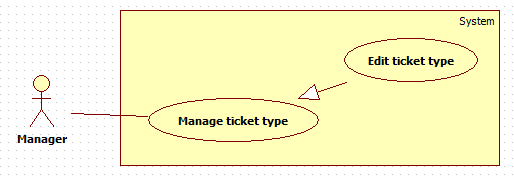 System
Edit ticket type
Manage ticket type
Manager